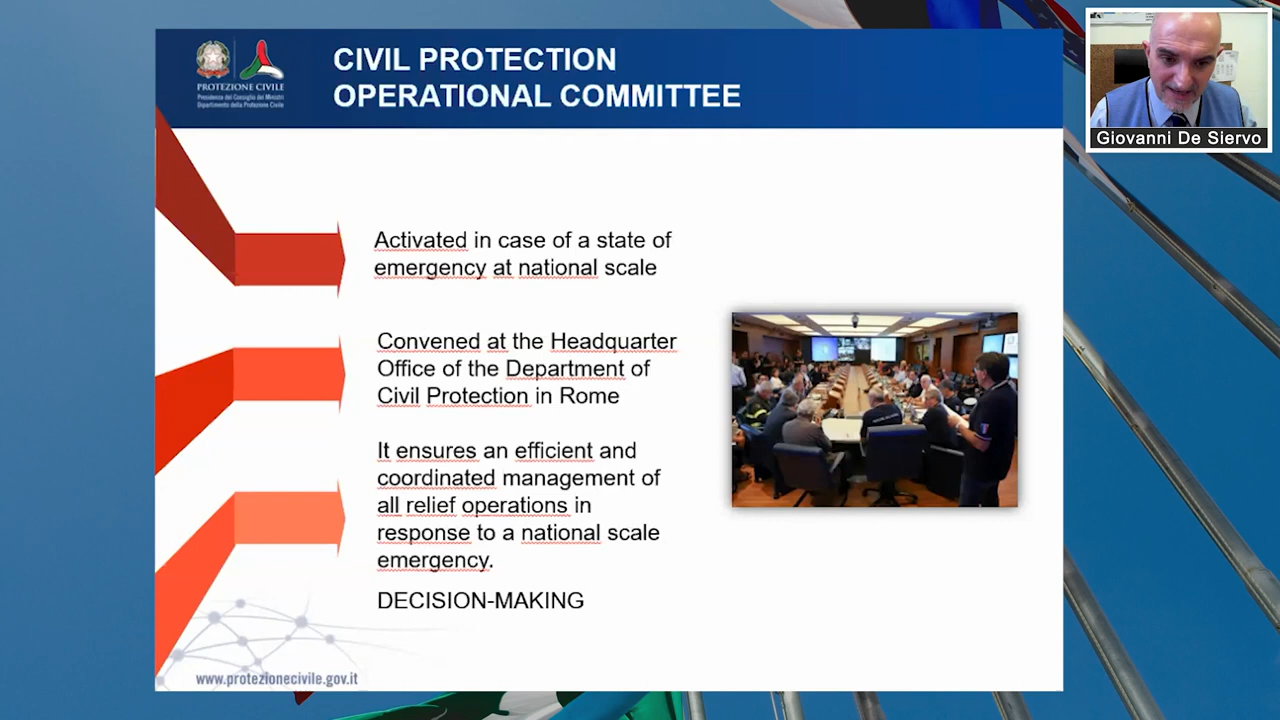 PROTEZIONE CIVILE
Presidenza del Consiglio dei Ministri
Dipartimento della Protezione Civile
CIVIL PROTECTION
OPERATIONAL COMMITTEE
Giovanni De Siervo
Activated in case of a state of
emergency at national scale
Convened at the Headquarter
Office of the Department of
Civil Protection in Rome
It ensures an efficient and
coordinated management of
all relief operations in
response to a national scale
emergency.
DECISION-MAKING
www.protezionecivile.gov.it